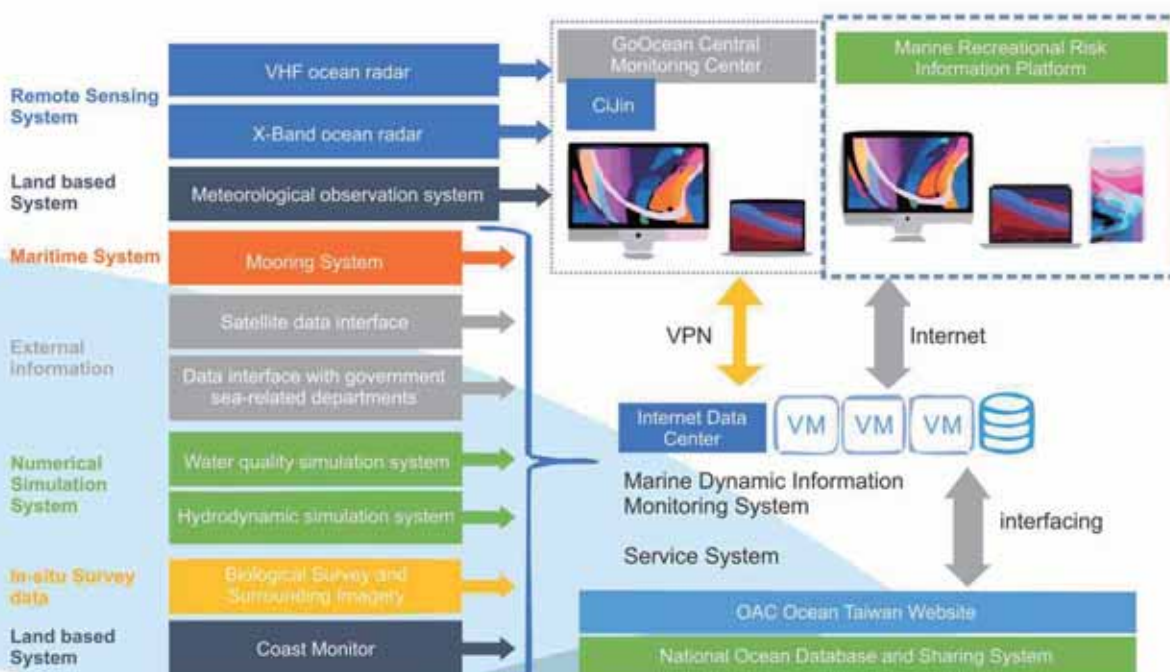 Remote Sensing
System
VHF ocean radar
X-Band ocean radar
Land based
System
Meteorological observation system
Maritime System
Mooring System
External
information
Satellite data interface
Data interface with government
sea-related departments
Numerical
Simulation
System
Water quality simulation system
Hydrodynamic simulation system
In-situ Survey
data
Biological Survey and
Surrounding Imagery
Land based
System
Coast Monitor
GoOcean Central
Monitoring Center
CiJin
Marine Recreational Risk
Information Platform
VPN
Internet
Internet Data
Center
VM
VM
VM
Marine Dynamic Information
Monitoring System
Service System
interfacing
OAC Ocean Taiwan Website
National Ocean Database and Sharing System